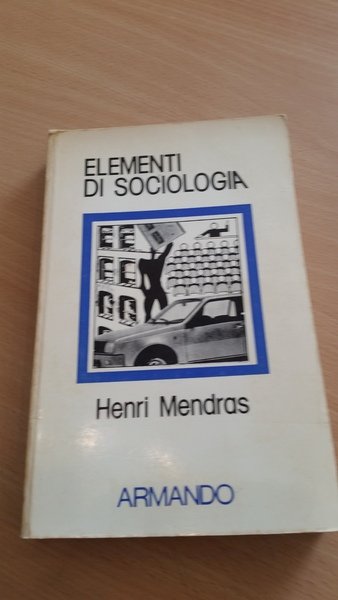 ELEMENTI
DI SOCIOLOGIA
Henri Mendras
ARMANDO